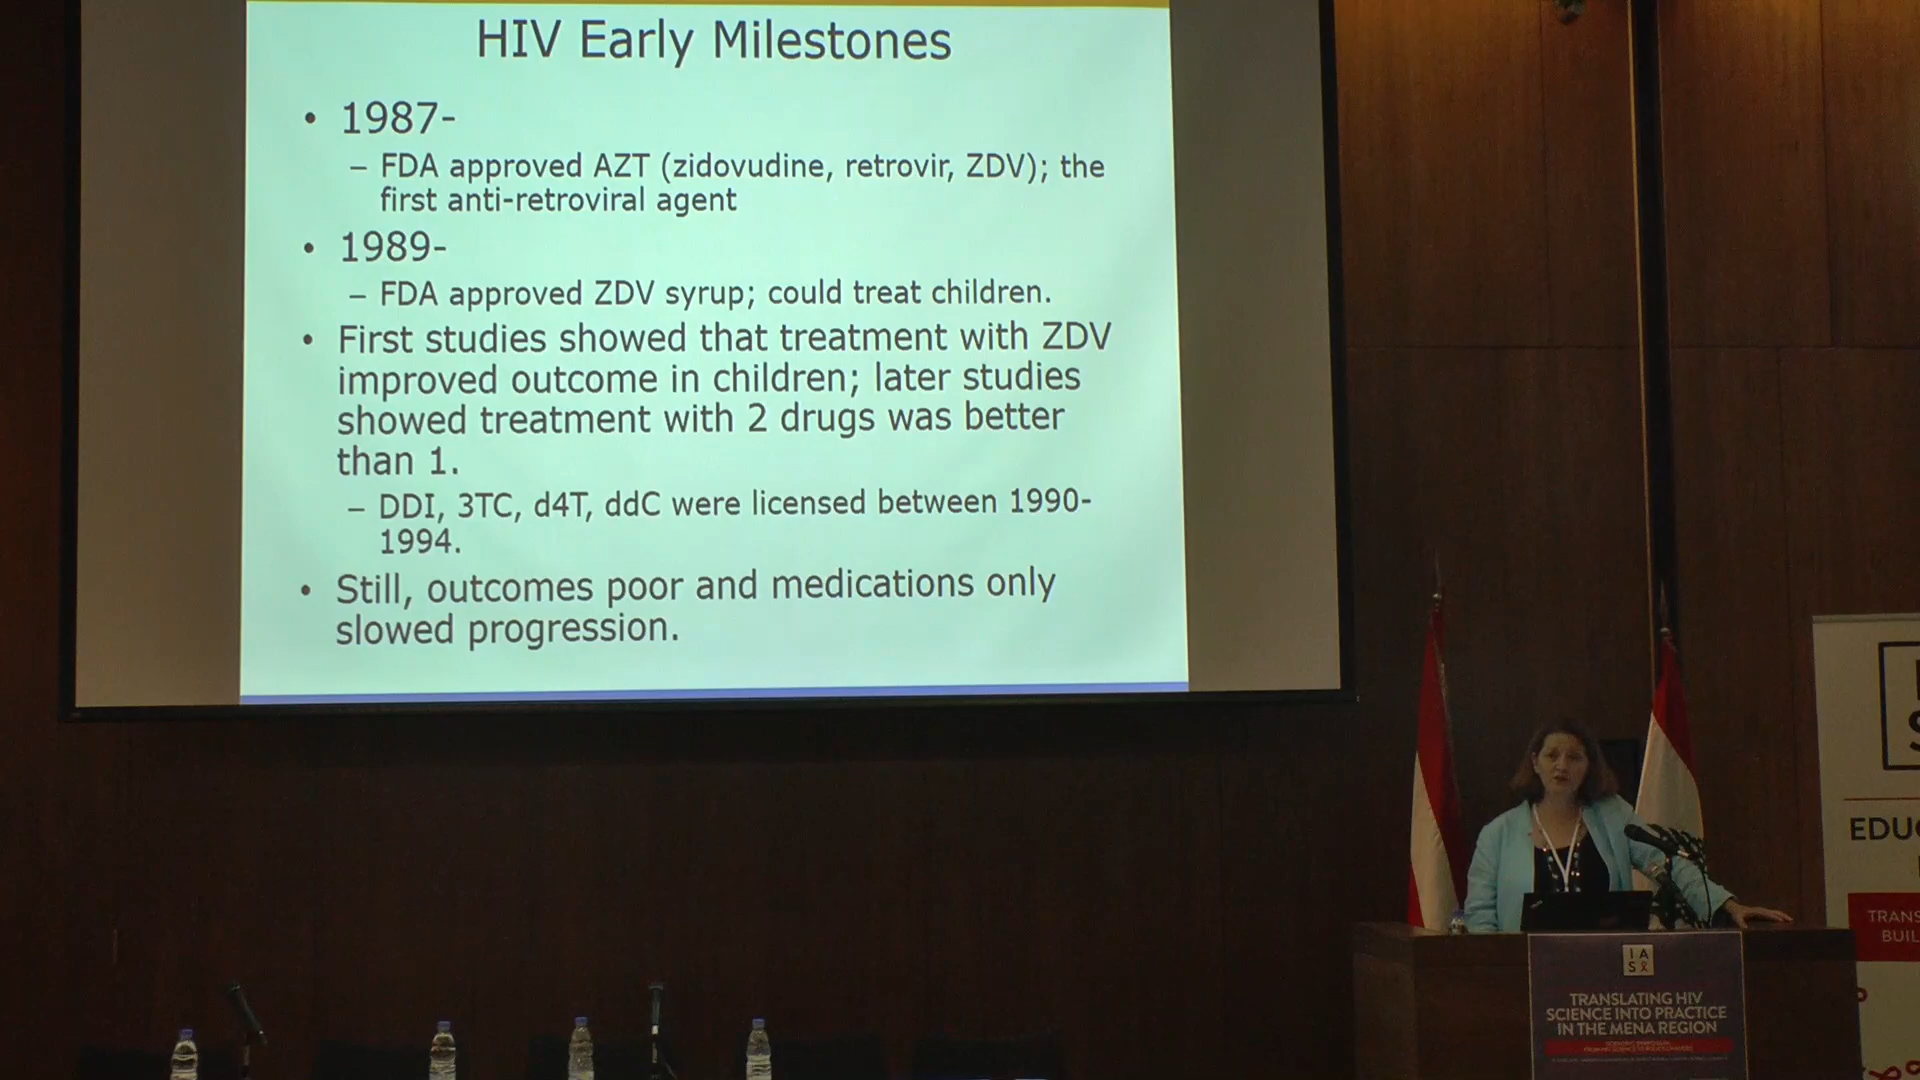 HIV Early Milestones
• 1987-
– FDA approved AZT (zidovudine, retrovir, ZDV); the
first anti-retroviral agent
• 1989-
– FDA approved ZDV syrup; could treat children.
• First studies showed that treatment with ZDV
improved outcome in children; later studies
showed treatment with 2 drugs was better
than 1.
– DDI, 3TC, d4T, ddC were licensed between 1990-
1994.
• Still, outcomes poor and medications only
slowed progression.
EDU
TRANS
BUIL
I A
S
TRANSLATING HIV
SCIENCE INTO PRACTICE
IN THE MENA REGION